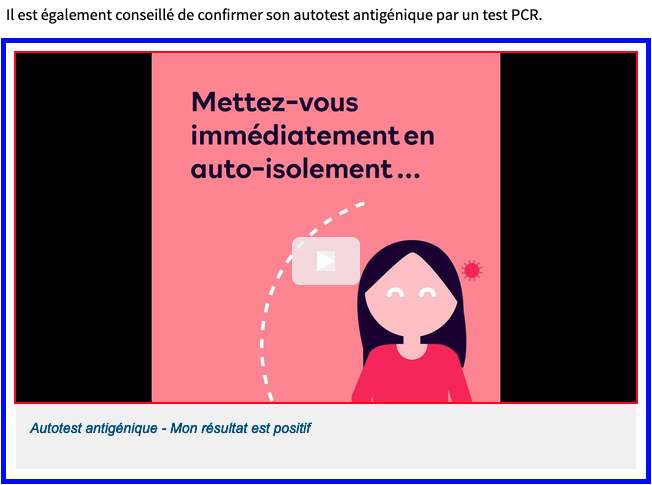 Il est également conseillé de confirmer son autotest antigénique par un test PCR.
Mettez-vous
immédiatement en
auto-isolement...
Autotest antigénique - Mon résultat est positif